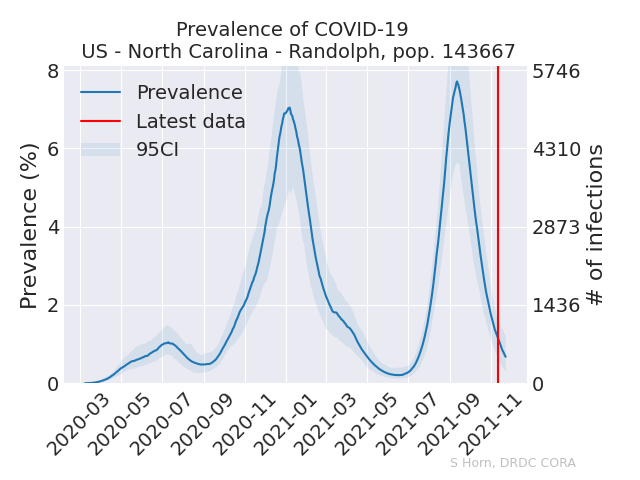 Prevalence of COVID-19
US - North Carolina - Randolph, pop. 143667
Prevalence (%)
8
6
4
2
0
5746
4310
2873
1436
0
# of infections
Prevalence
Latest data
95CI
2020-03
2020-05
2020-07
2020-09
2020-11
2021-01
2021-03
2021-05
2021-07
2021-09
2021-11
S Horn, DRDC CORA